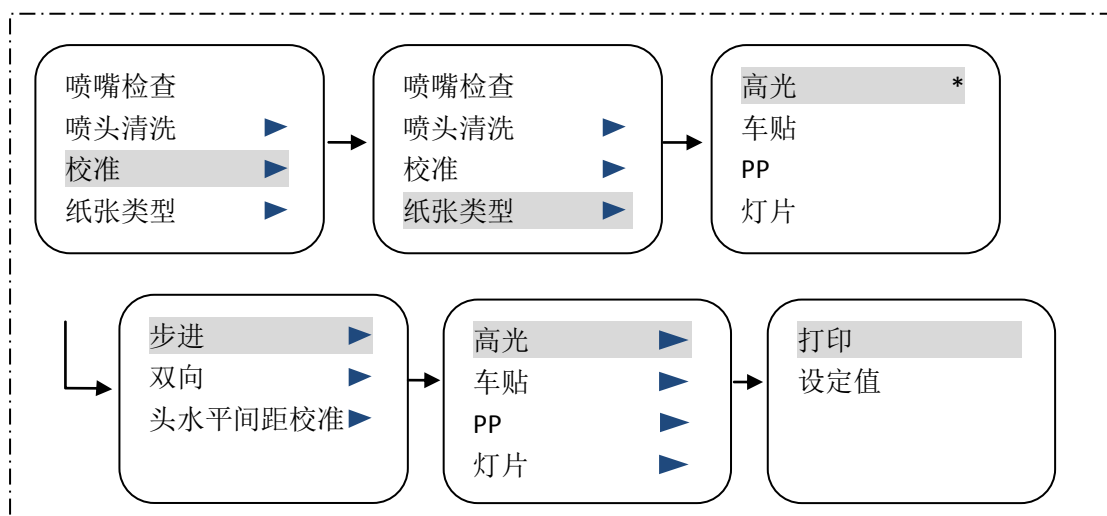 喷嘴检查
喷头清洗
校准
纸张类型
喷嘴检查
喷头清洗
校准
纸张类型
高光 *
车贴
PP
灯片
步进
双向
头水平间距校准
高光
车贴
PP
灯片
打印
设定值